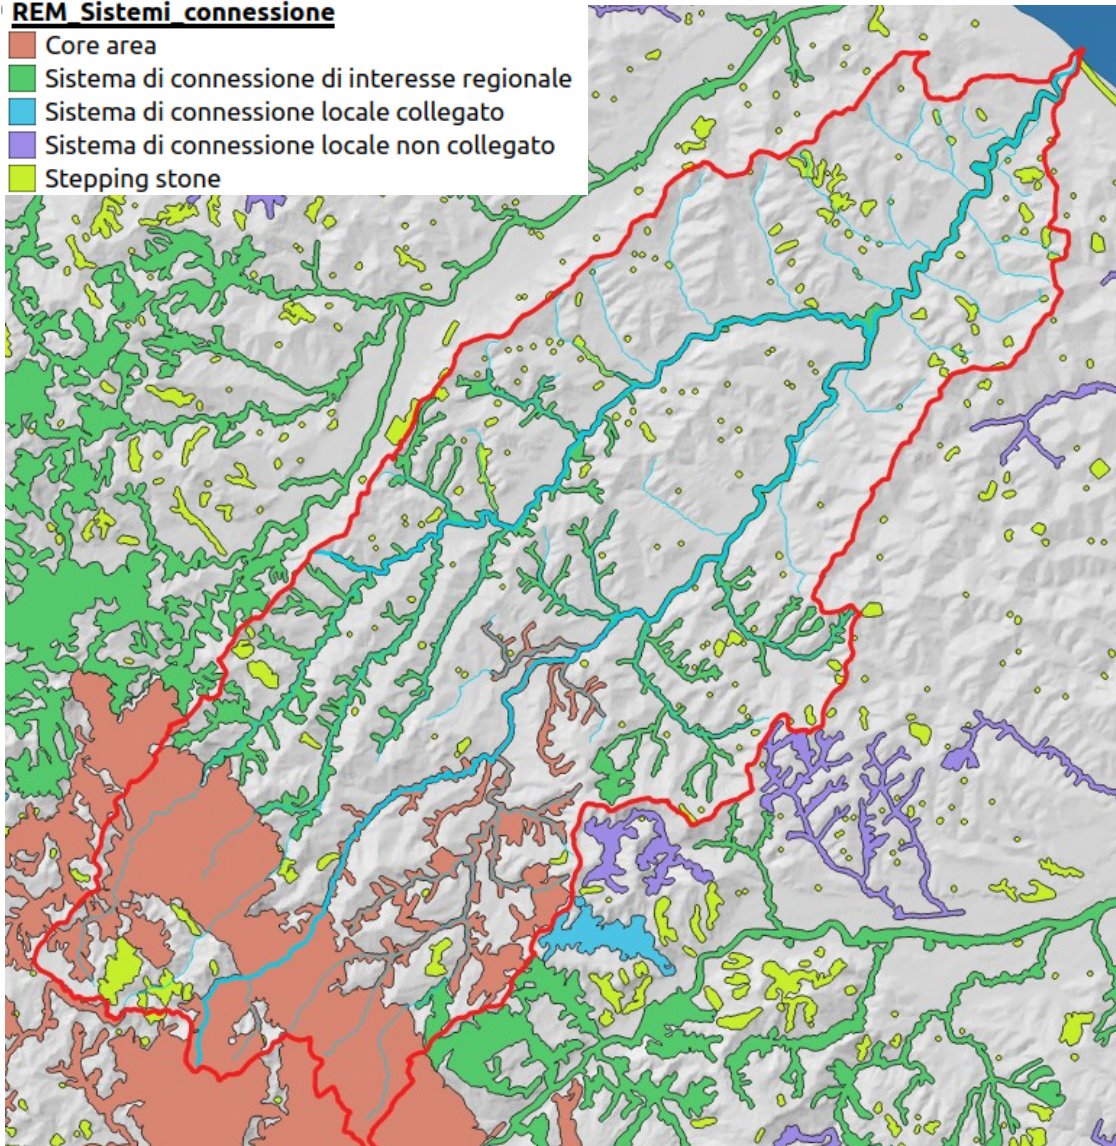 REM_Sistemi_connessione
Core area
Sistema di connessione di interesse regionale
Sistema di connessione locale collegato
Sistema di connessione locale non collegato
Stepping stone